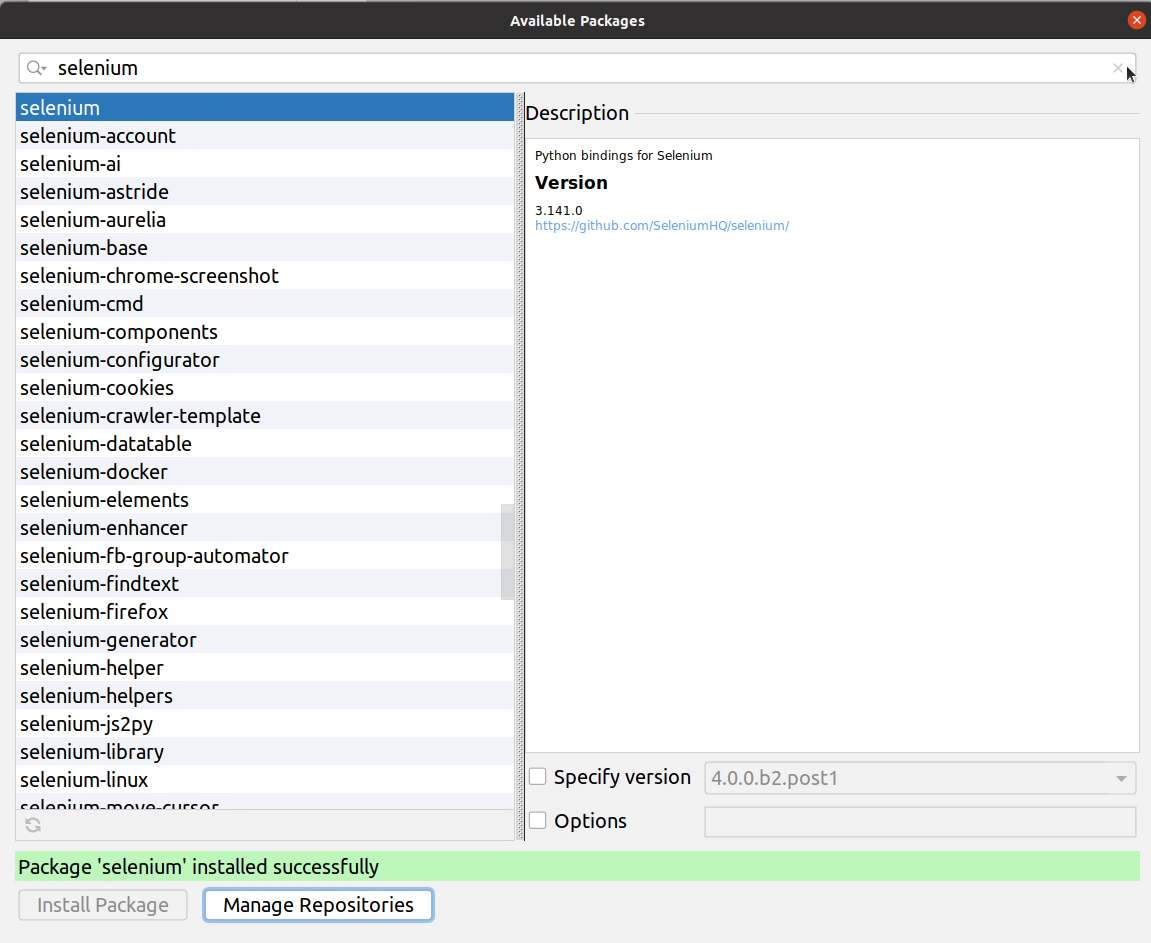 Available Packages
selenium
selenium
selenium-account
selenium-ai
selenium-astride
selenium-aurelia
selenium-base
selenium-chrome-screenshot
selenium-cmd
selenium-components
selenium-configurator
selenium-cookies
selenium-crawler-template
selenium-datatable
selenium-docker
selenium-elements
selenium-enhancer
selenium-fb-group-automator
selenium-findtext
selenium-firefox
selenium-generator
selenium-helper
selenium-helpers
selenium-js2py
selenium-library
selenium-linux
selenium-move-cursor
Description
Python bindings for Selenium
Version
3.141.0
https://github.com/SeleniumHQ/selenium/
Specify version 4.0.0.b2.post1
Options
Package 'selenium' installed successfully
Install Package Manage Repositories